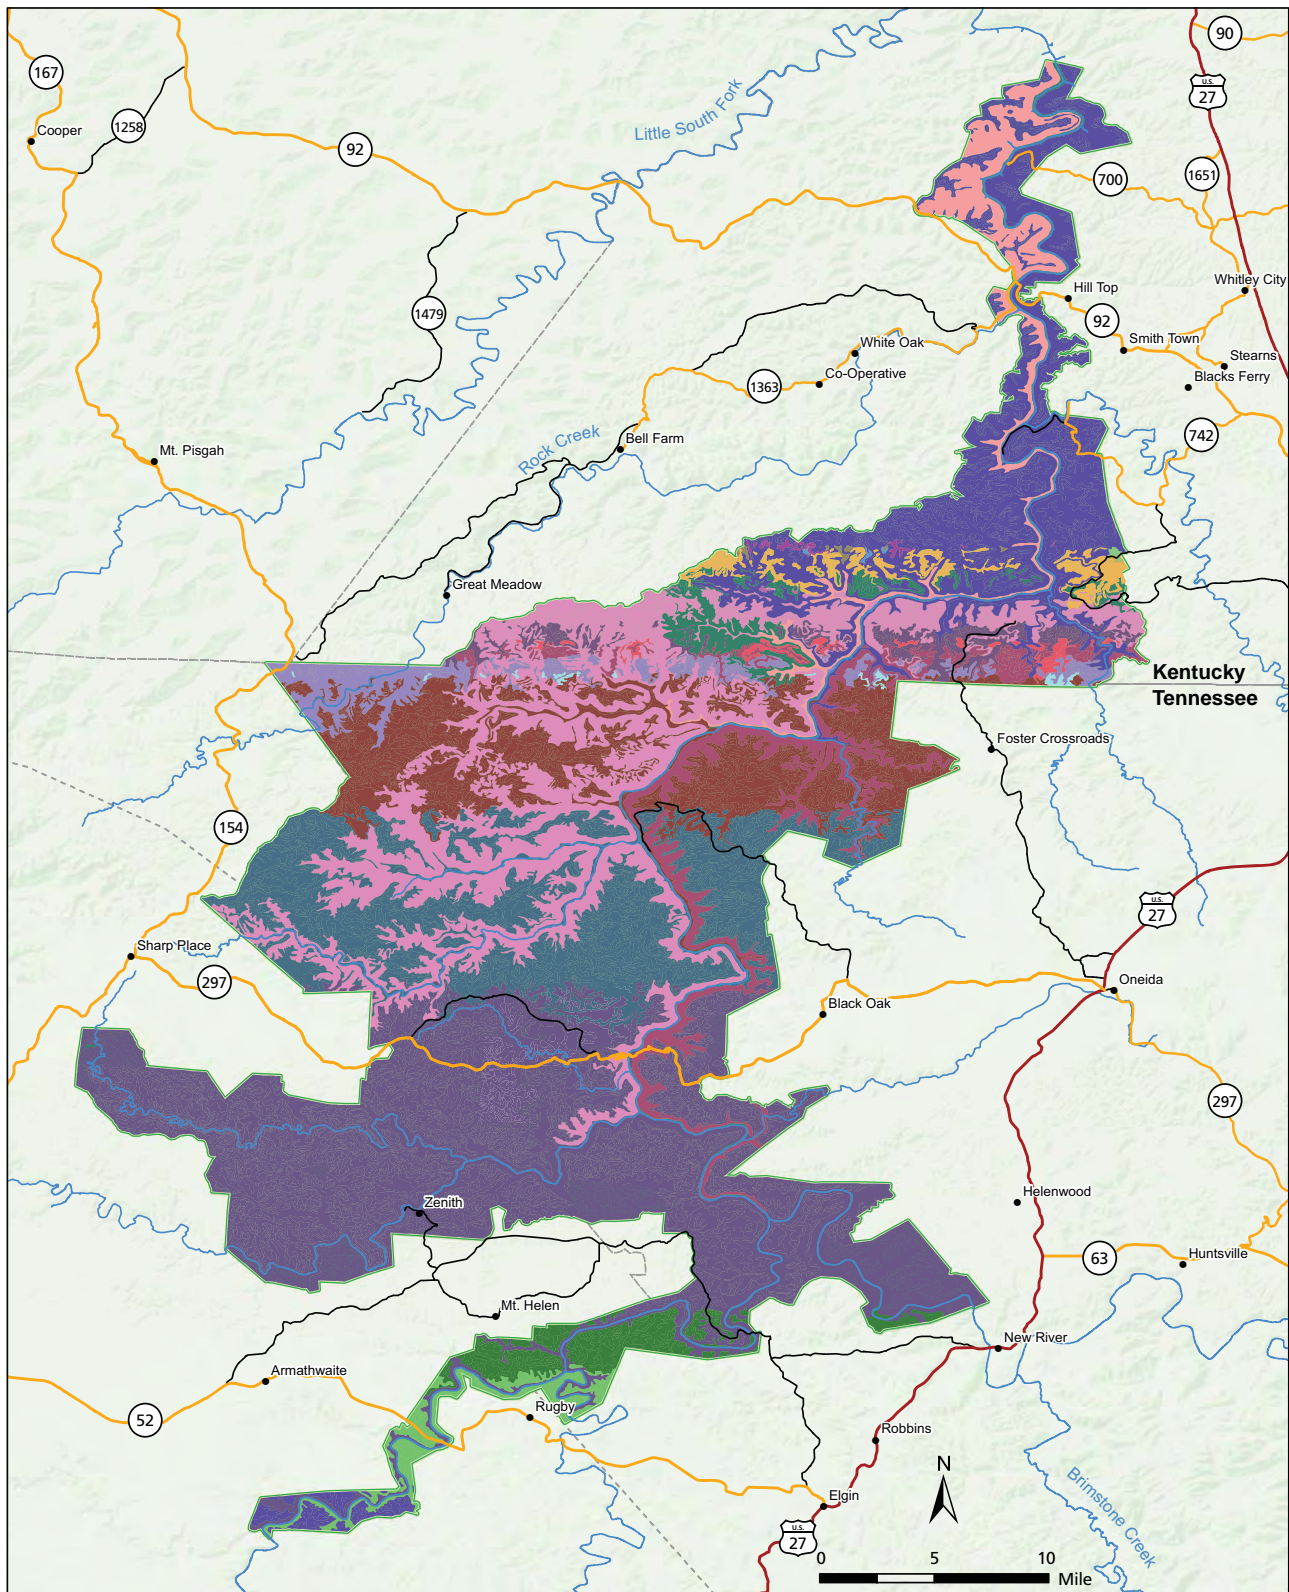 90
167
U.S.
27
Little South Fork
Cooper
1258
92
1651
700
Whitley City
Hill Top
1479
92
White Oak
Smith Town
Stearns
Co-Operative
Blacks Ferry
1363
Rock Creek
Bell Farm
742
Mt. Pisgah
Great Meadow
Kentucky
Tennessee
Foster Crossroads
154
U.S.
27
Sharp Place
297
Oneida
Black Oak
297
Helenwood
Zenith
63
Huntsville
Mt. Helen
New River
Armathwaite
52
Rugby
Robbins
N
Brimstone Creek
Elgin
U.S.
27
0 5 10
Mile